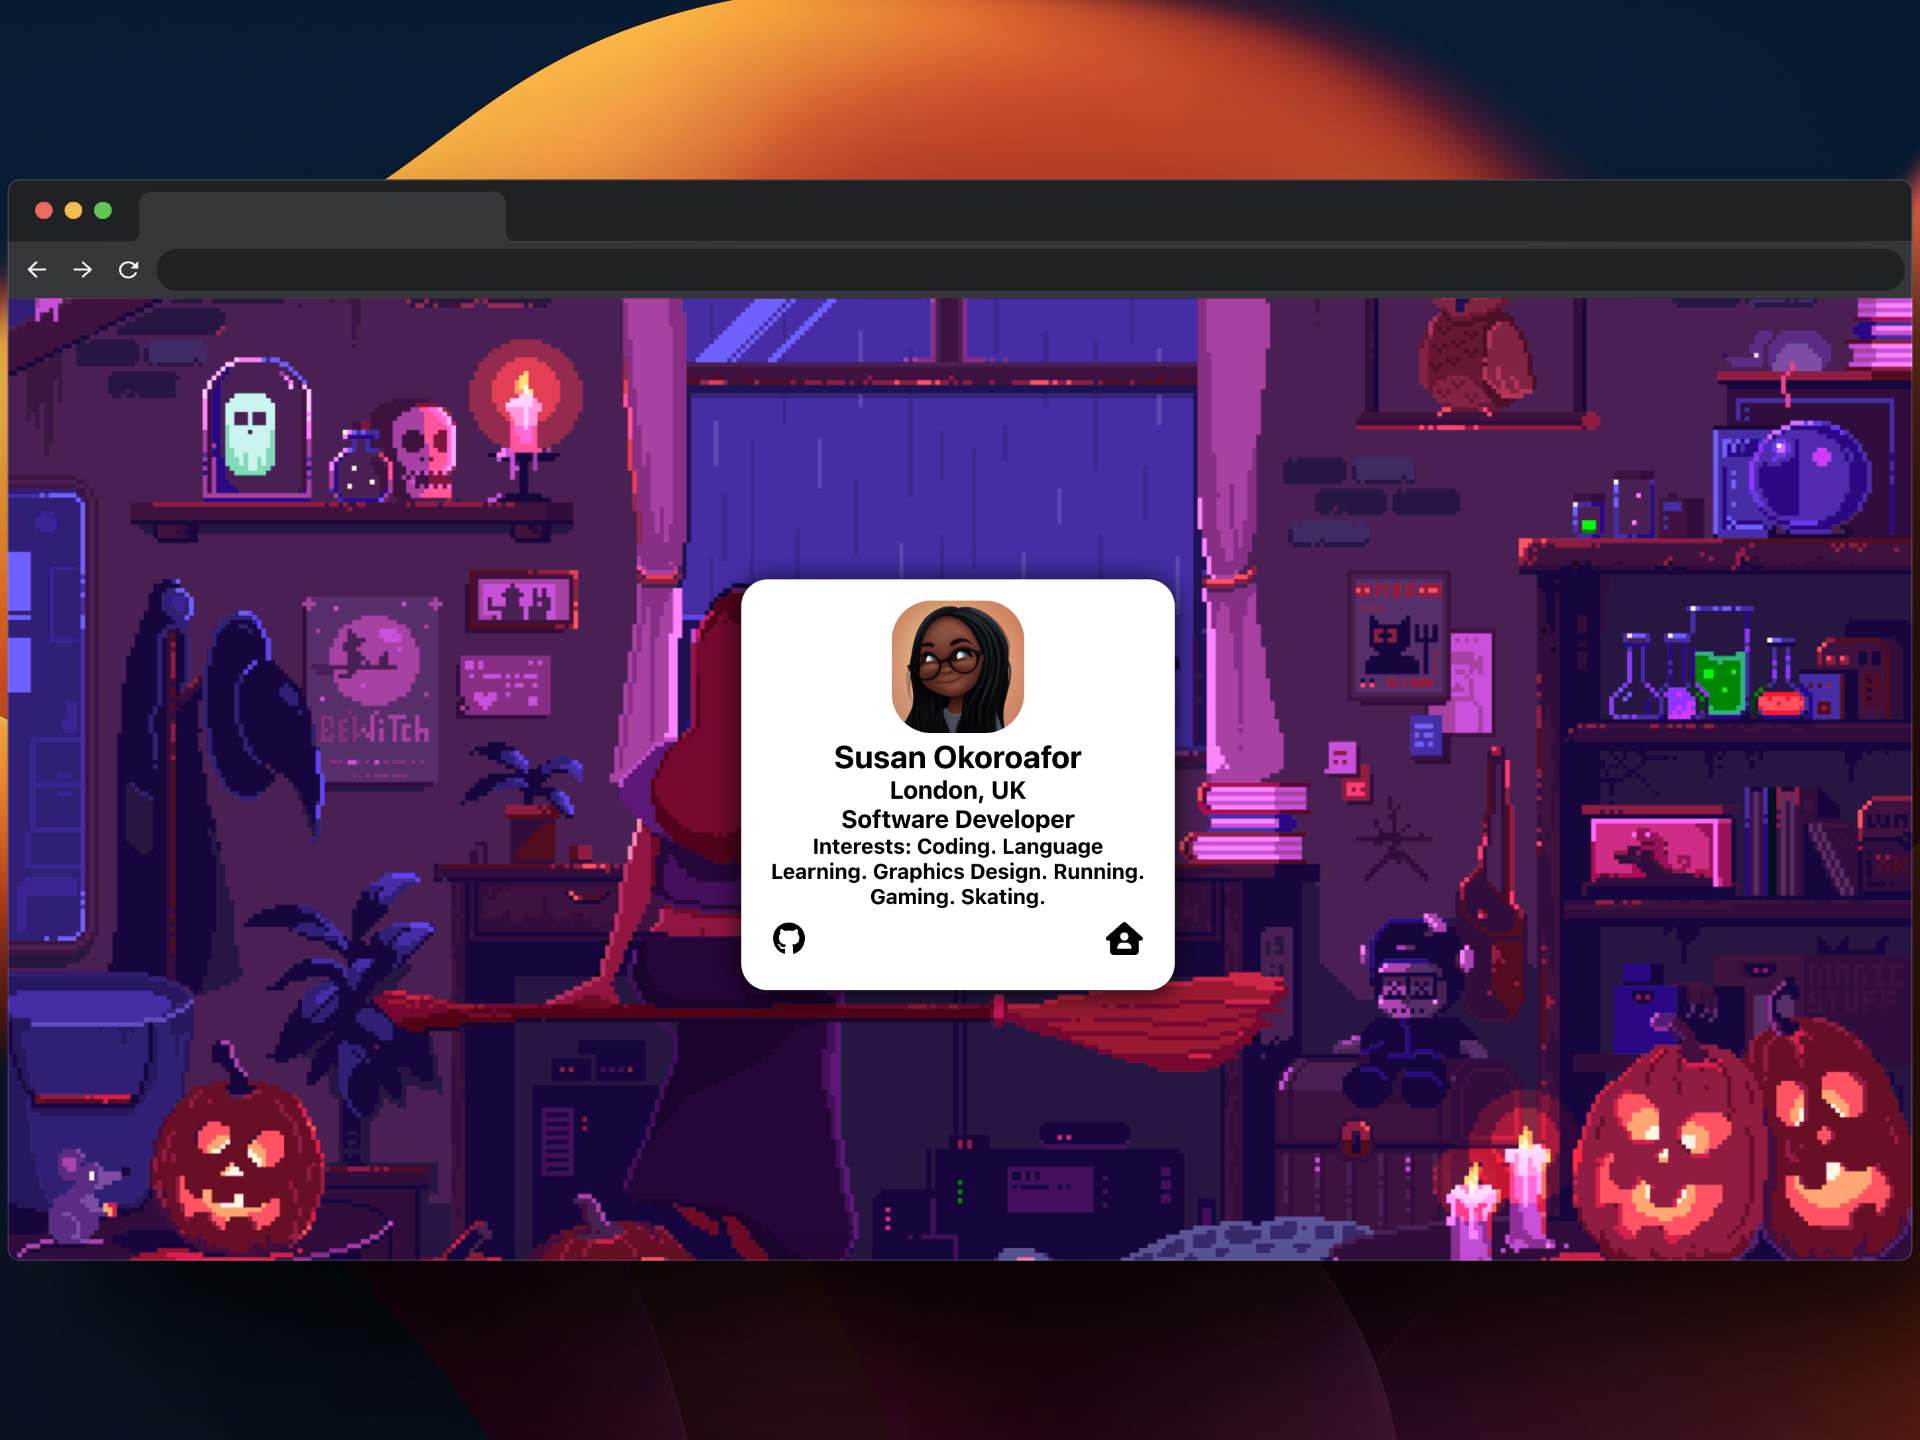 BEWITCH
Susan Okoroafor
London, UK
Software Developer
Interests: Coding. Language
Learning. Graphics Design. Running.
Gaming. Skating.
MAGIC
STUFF